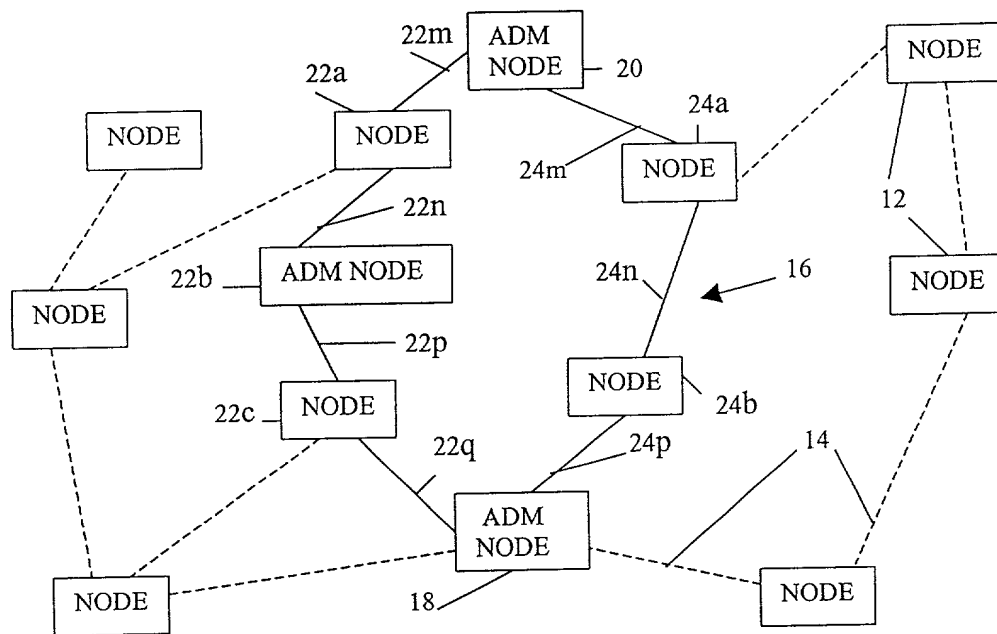 22m
ADM
NODE
20
NODE
22a
24a
NODE
NODE
24m
NODE
12
22n
22b
ADM NODE
24n
16
NODE
NODE
22p
NODE
24b
22c
NODE
22q
24p
14
ADM
NODE
NODE
NODE
18